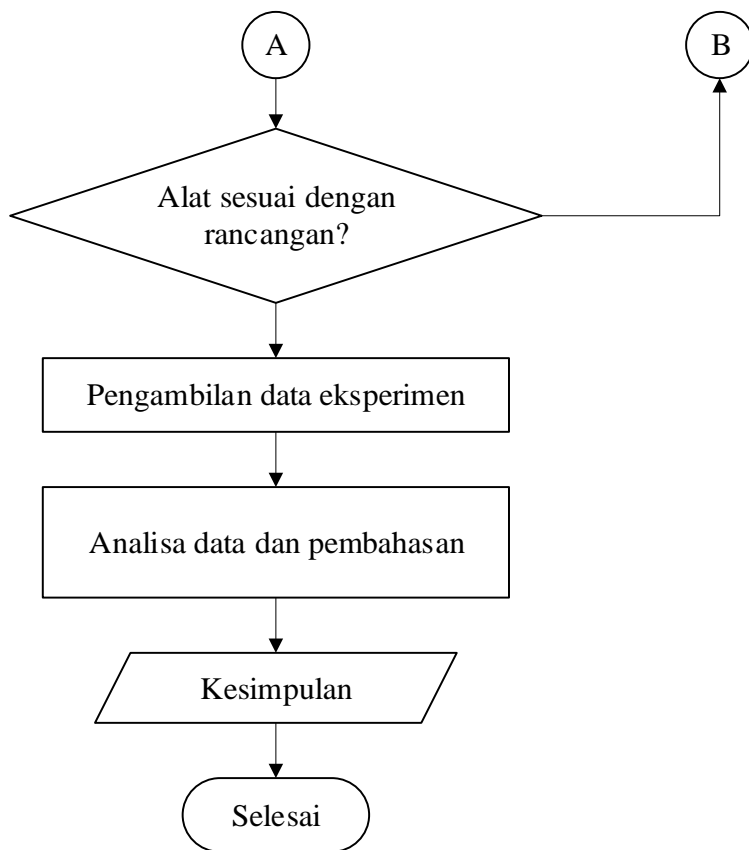 A
B
Alat sesuai dengan
rancangan?
Pengambilan data eksperimen
Analisa data dan pembahasan
Kesimpulan
Selesai